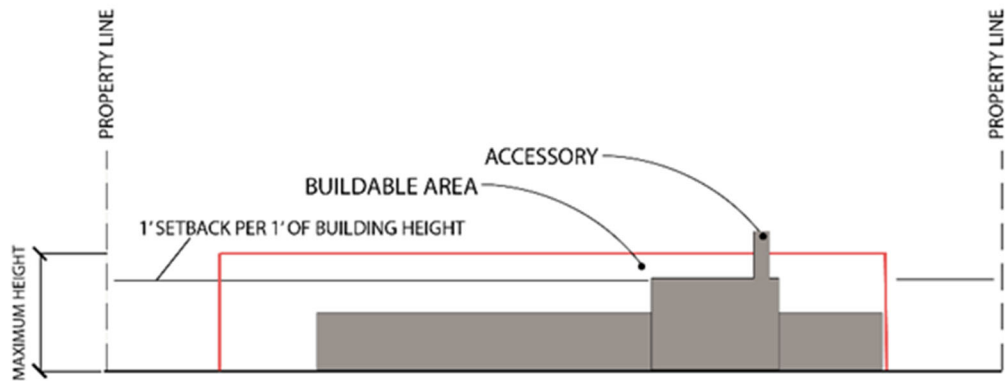 PROPERTY LINE
PROPERTY LINE
ACCESSORY
BUILDABLE AREA
1' SETBACK PER 1' OF BUILDING HEIGHT
MAXIMUM HEIGHT